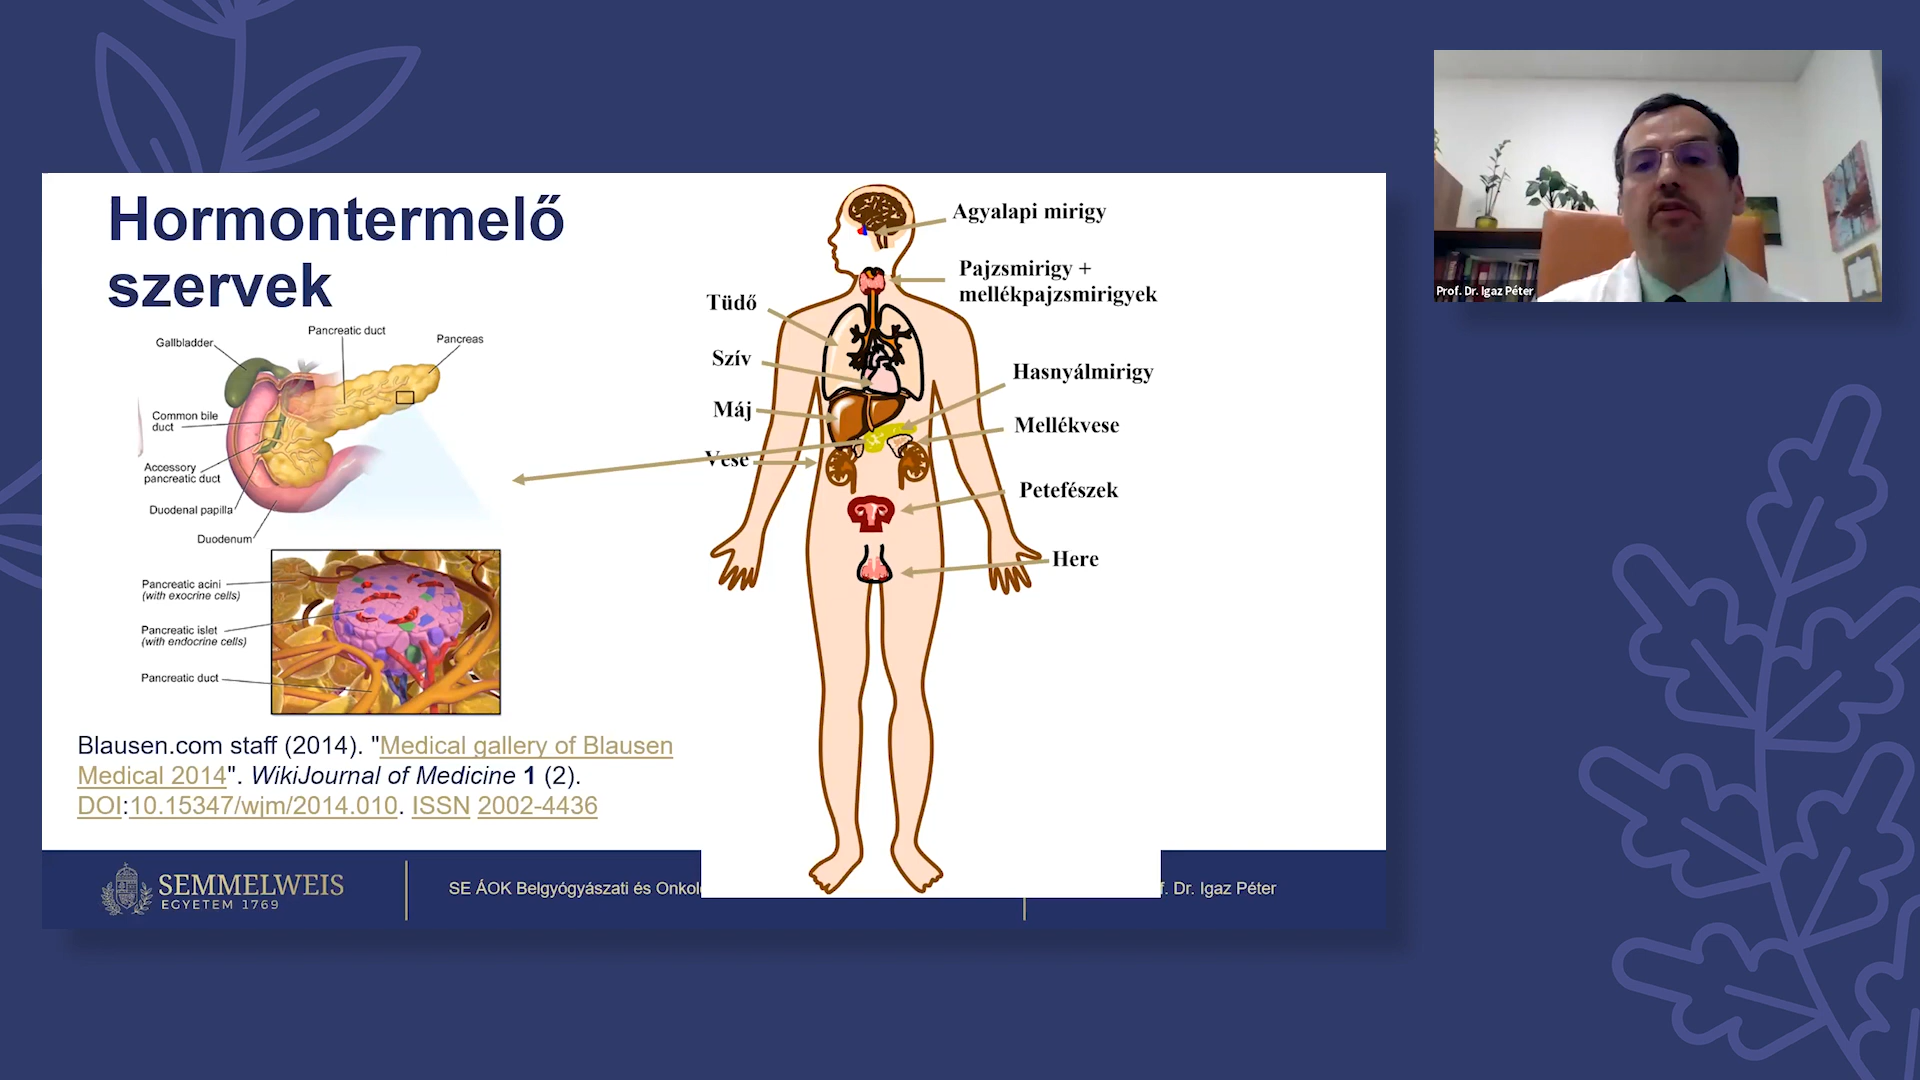 Hormontermelő
szervek
Pancreatic duct
Gallbladder
Pancreas
Common bile
duct
Accessory
pancreatic duct
Duodenal papilla
Duodenum
Pancreatic acini
(with exocrine cells)
Pancreatic islet
(with endocrine cells)
Pancreatic duct
Blausen.com staff (2014). "Medical gallery of Blausen
Medical 2014". WikiJournal of Medicine 1 (2).
DOI:10.15347/wjm/2014.010. ISSN 2002-4436
Agyalapi mirigy
Pajzsmirigy +
mellékpajzsmirigyek
Tüdő
Szív
Máj
Vese
Hasnyálmirigy
Mellékvese
Petefészek
Here
SEMMELWEIS
EGYETEM 1769
SE ÁOK Belgyógyászati és Onkol
f. Dr. Igaz Péter
Prof. Dr. Igaz Péter